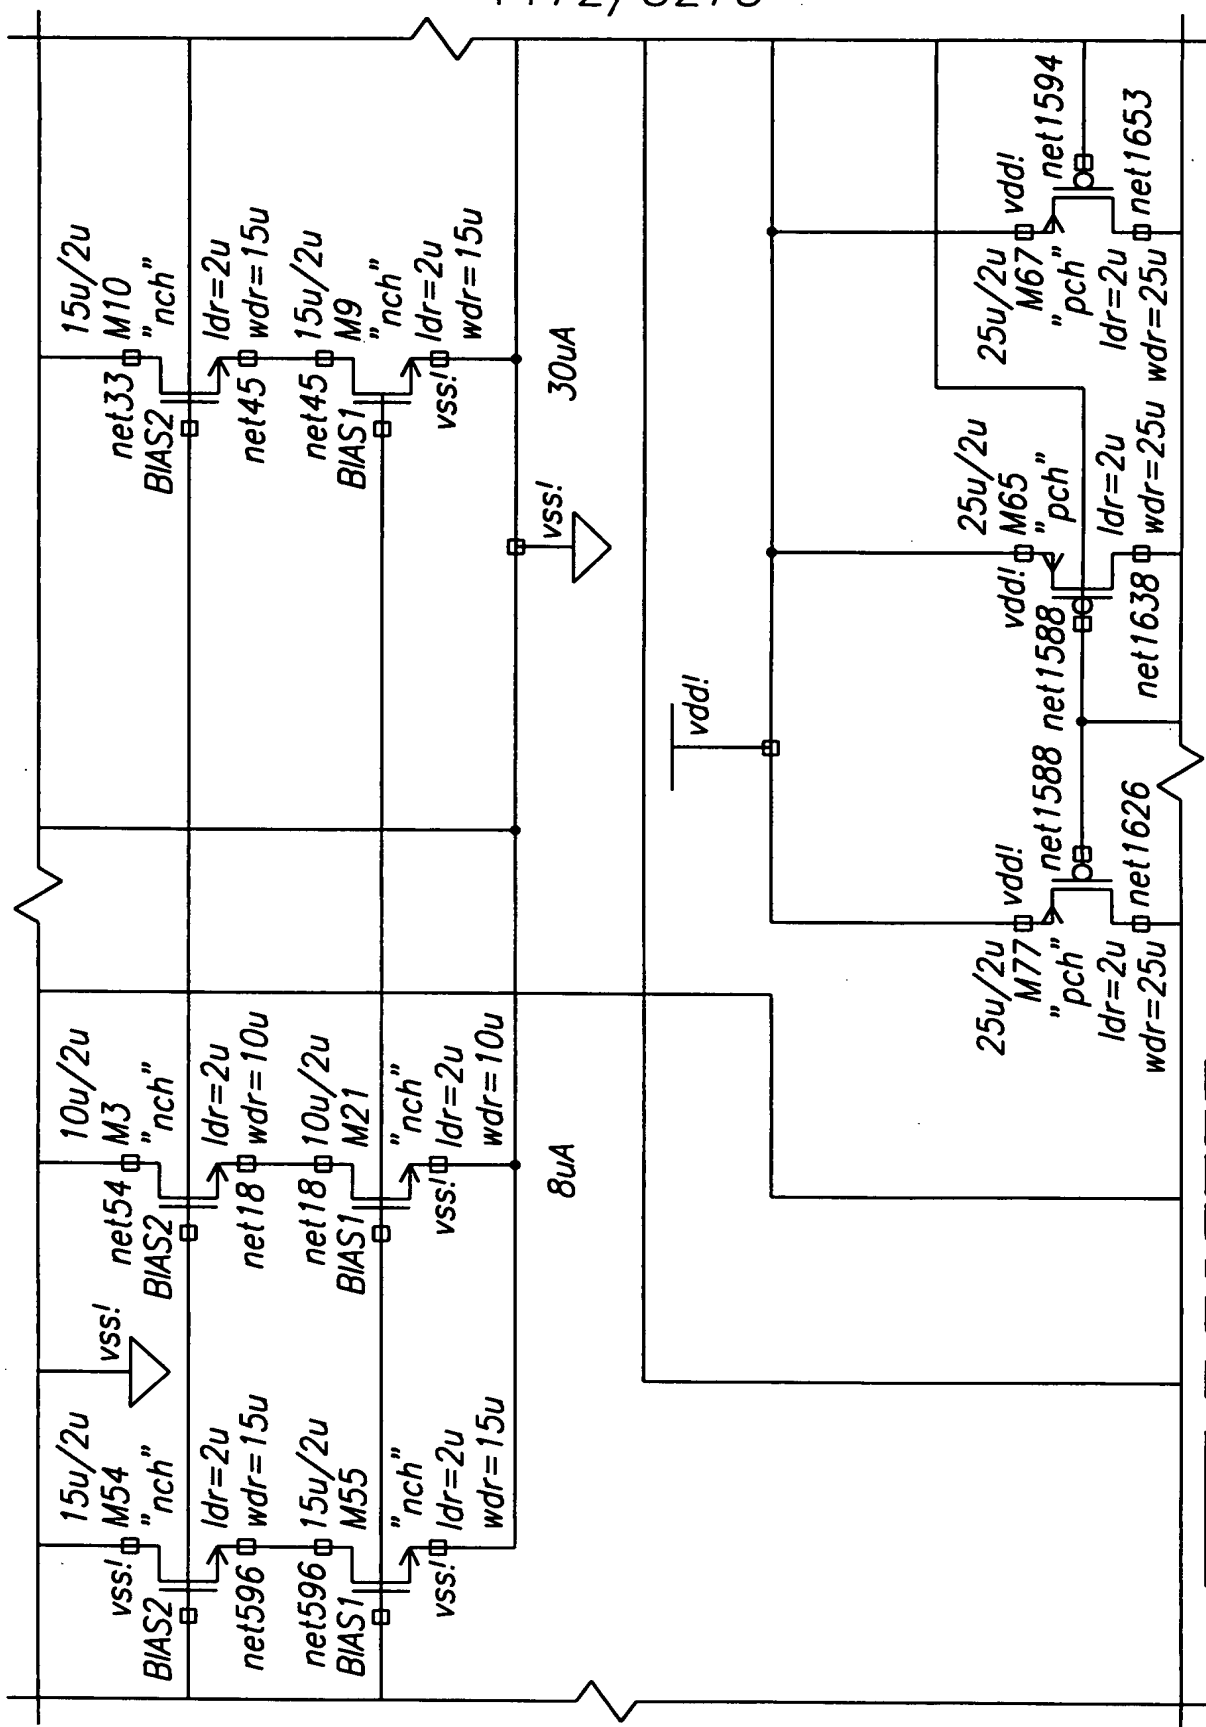 15u/2u
M54
"nch"
vss!
BIAS2
ldr=2u
wdr=15u
net596
15u/2u
M55
"nch"
net596
BIAS1
vss!
ldr=2u
wdr=15u
vss!
10u/2u
M3
"nch"
net54
BIAS2
ldr=2u
wdr=10u
net18
10u/2u
M21
"nch"
net18
BIAS1
vss!
ldr=2u
wdr=10u
8uA
15u/2u
M10
"nch"
net33
BIAS2
ldr=2u
wdr=15u
net45
15u/2u
M9
"nch"
net45
BIAS1
vss!
ldr=2u
wdr=15u
30uA
vss!
vdd!
25u/2u
M77
"pch"
vdd!
net1588
ldr=2u
wdr=25u
net1626
25u/2u
M65
"pch"
vdd!
net1588
ldr=2u
wdr=25u
net1638
25u/2u
M67
"pch"
vdd!
net1594
ldr=2u
wdr=25u
net1653